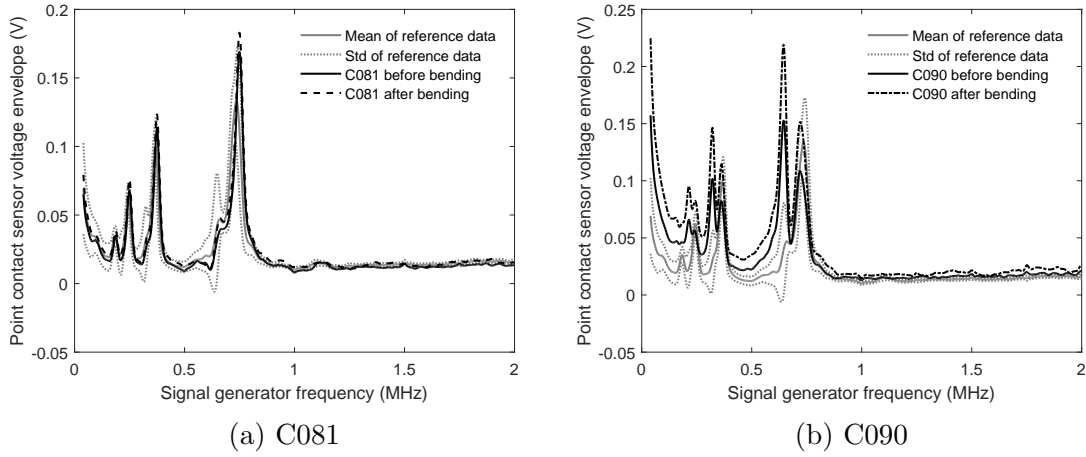 0.2
0.15
0.1
0.05
0
-0.05
0
0.5
1
1.5
2
Point contact sensor voltage envelope (V)
Signal generator frequency (MHz)
Mean of reference data
Std of reference data
C081 before bending
C081 after bending
(a) C081
0.25
0.2
0.15
0.1
0.05
0
-0.05
0
0.5
1
1.5
2
Point contact sensor voltage envelope (V)
Signal generator frequency (MHz)
Mean of reference data
Std of reference data
C090 before bending
C090 after bending
(b) C090